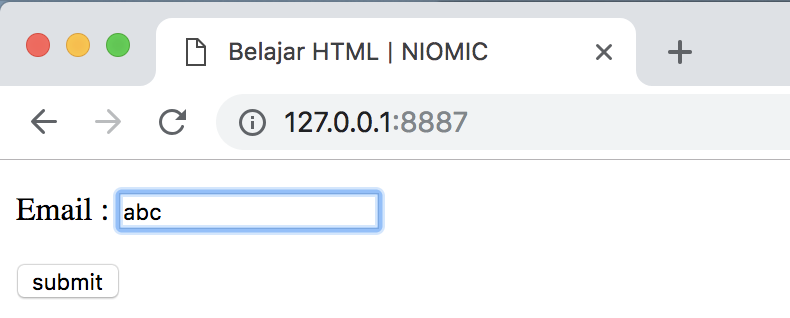 Belajar HTML | NIOMIC
127.0.0.1:8887
Email : abc
submit